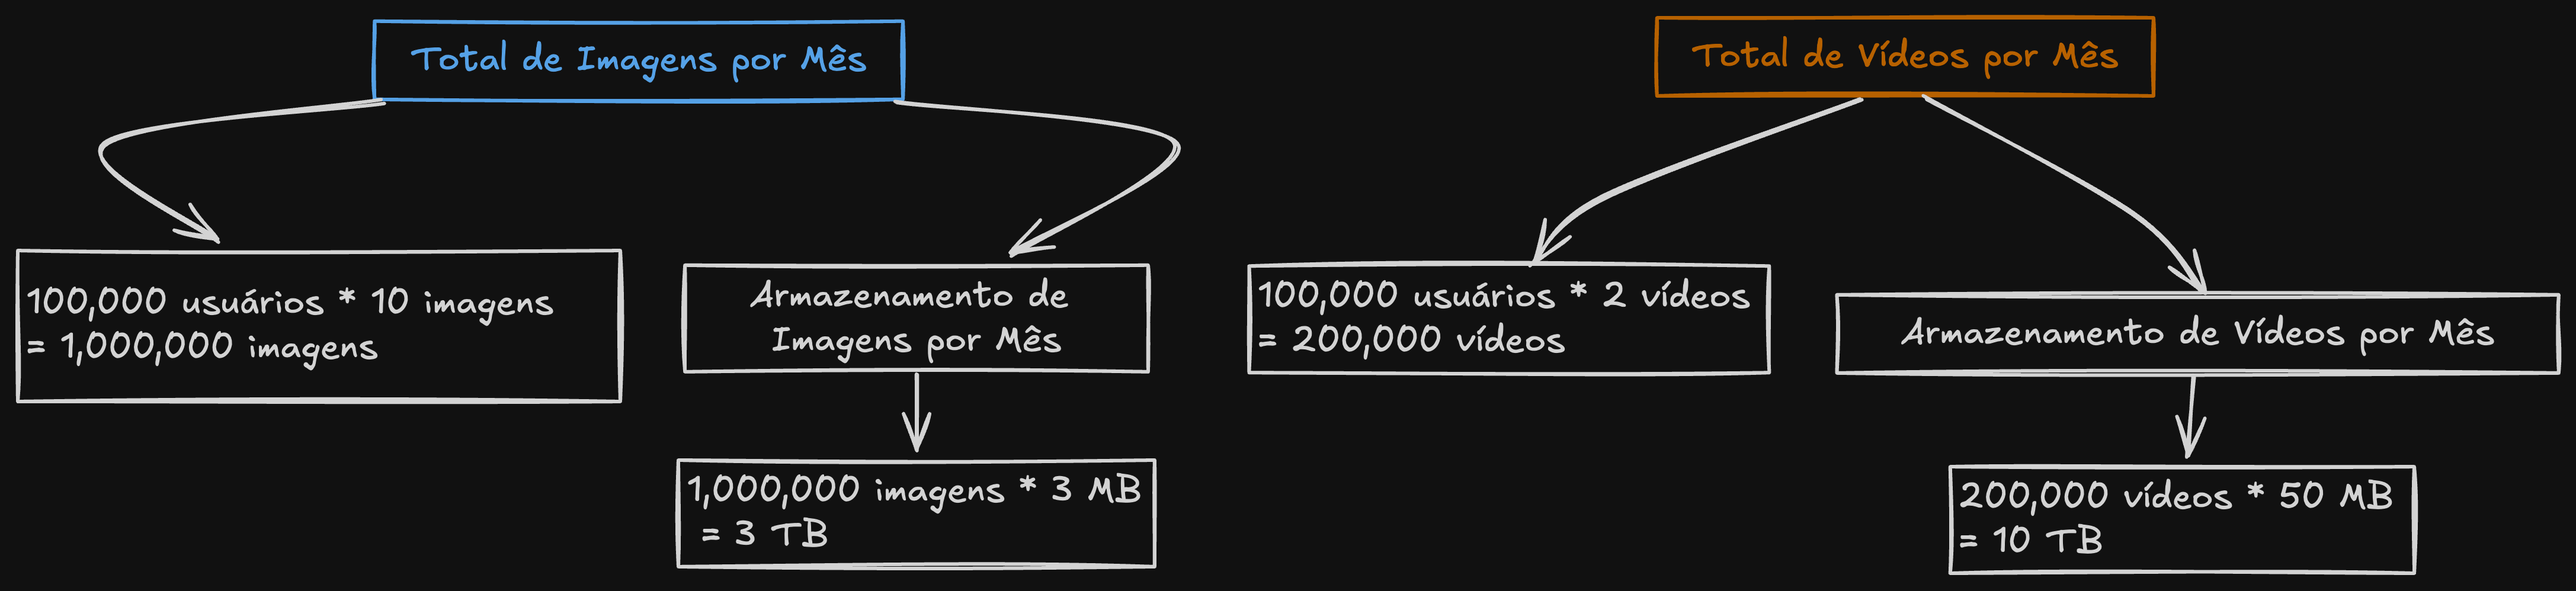 Total de Imagens por Mês
100,000 usuários * 10 imagens
= 1,000,000 imagens
Armazenamento de
Imagens por Mês
1,000,000 imagens * 3 MB
= 3 TB
Total de Vídeos por Mês
100,000 usuários * 2 vídeos
= 200,000 vídeos
Armazenamento de Vídeos por Mês
200,000 vídeos * 50 MB
= 10 TB